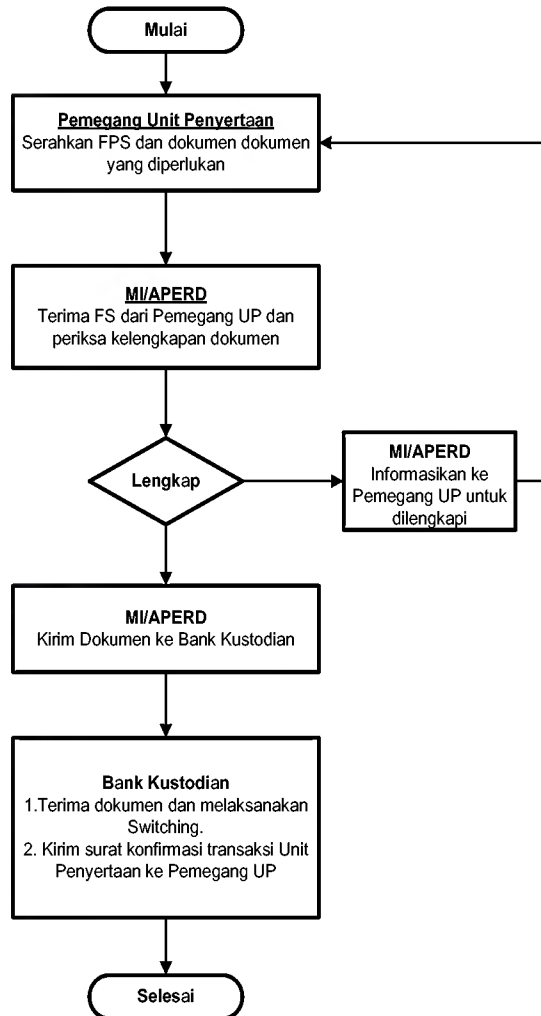 Mulai
Pemegang Unit Penyertaan
Serahkan FPS dan dokumen dokumen
yang diperlukan
MI/APERD
Terima FS dari Pemegang UP dan
periksa kelengkapan dokumen
Lengkap
MI/APERD
Informasikan ke
Pemegang UP untuk
dilengkapi
MI/APERD
Kirim Dokumen ke Bank Kustodian
Bank Kustodian
1.Terima dokumen dan melaksanakan
Switching.
2. Kirim surat konfirmasi transaksi Unit
Penyertaan ke Pemegang UP
Selesai